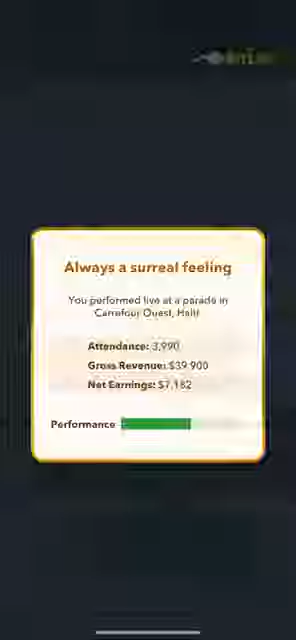 Always a surreal feeling
You performed live at a parade in
Carrefour Ouest, Haiti
Attendance: 3,990
Gross Revenue: $39 900
Net Earnings: $7,182
Performance